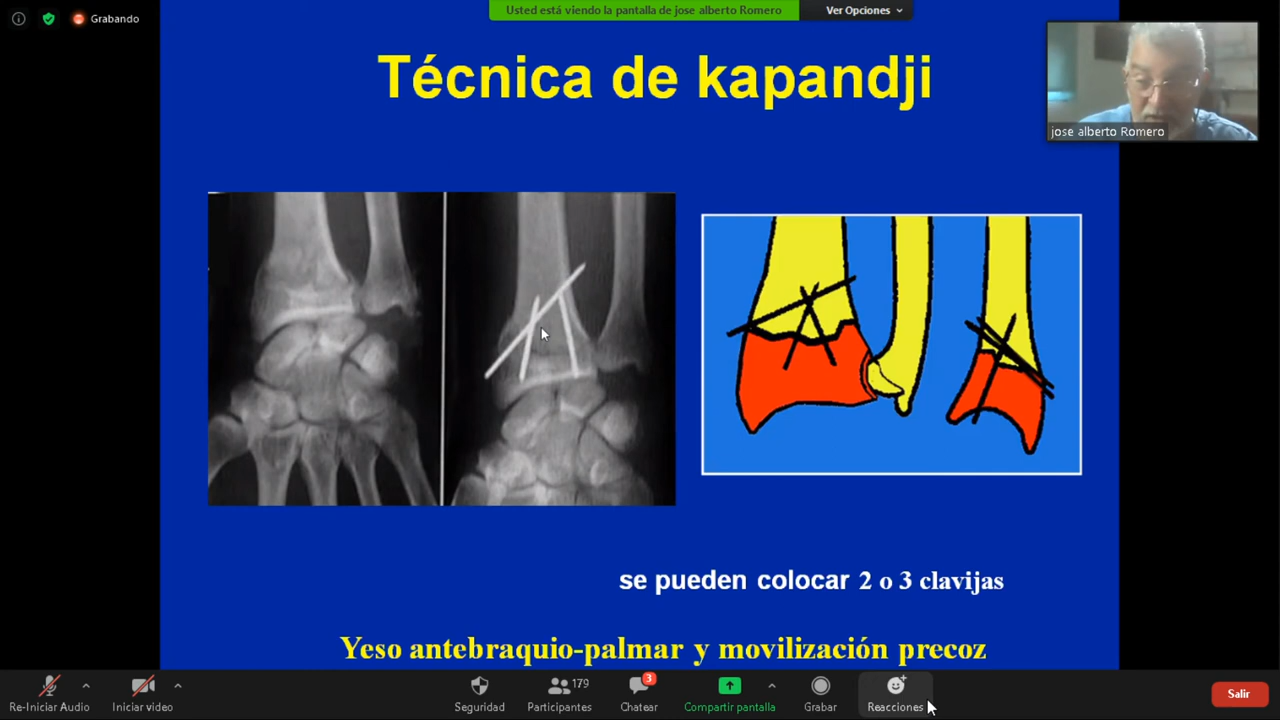 Grabando
Usted está viendo la pantalla de jose alberto Romero
Ver Opciones
Técnica de kapandji
jose alberto Romero
se pueden colocar 2 o 3 clavijas
Yeso antebraquio-palmar y movilización precoz
Re-Iniciar Audio
Iniciar video
Seguridad
179
Participantes
3
Chatear
Compartir pantalla
Grabar
Reacciones
Salir